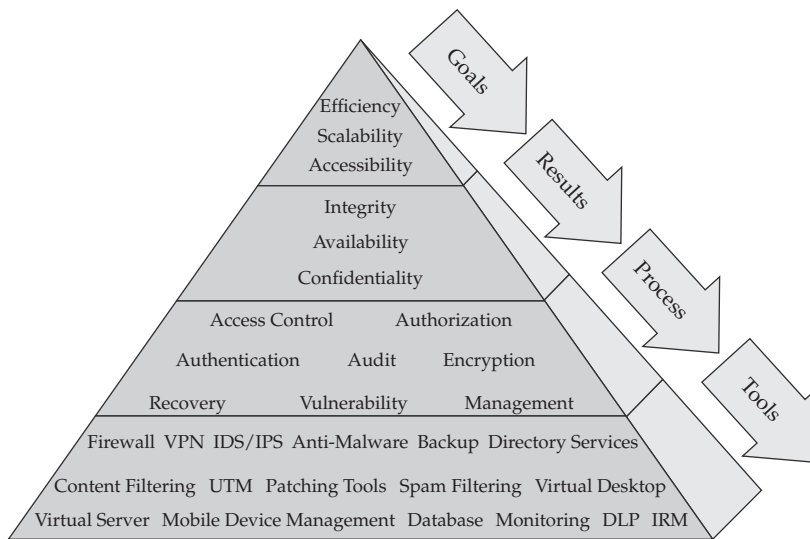 Efficiency
Scalability
Accessibility
Integrity
Availability
Confidentiality
Access Control Authorization
Authentication Audit Encryption
Recovery Vulnerability Management
Firewall VPN IDS/IPS Anti-Malware Backup Directory Services
Content Filtering UTM Patching Tools Spam Filtering Virtual Desktop
Virtual Server Mobile Device Management Database Monitoring DLP IRM
Goals
Results
Process
Tools